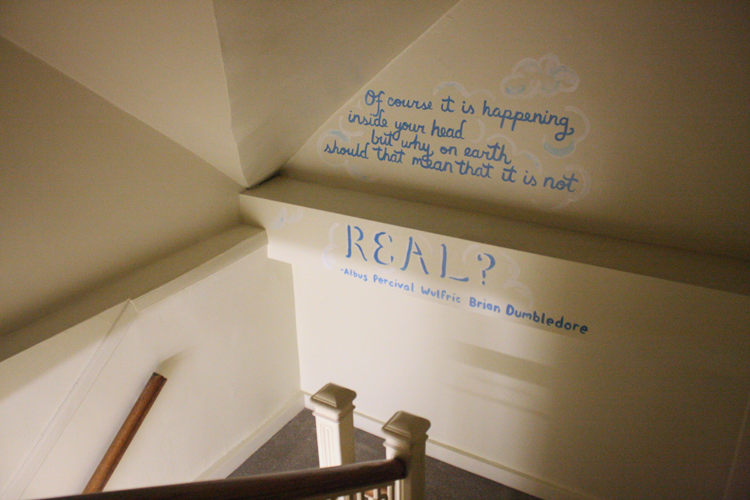 Of course it is happening,
inside your head
but why on earth
should that mean that it is not
REAL?
-Albus Percival Wulfric Brian Dumbledore